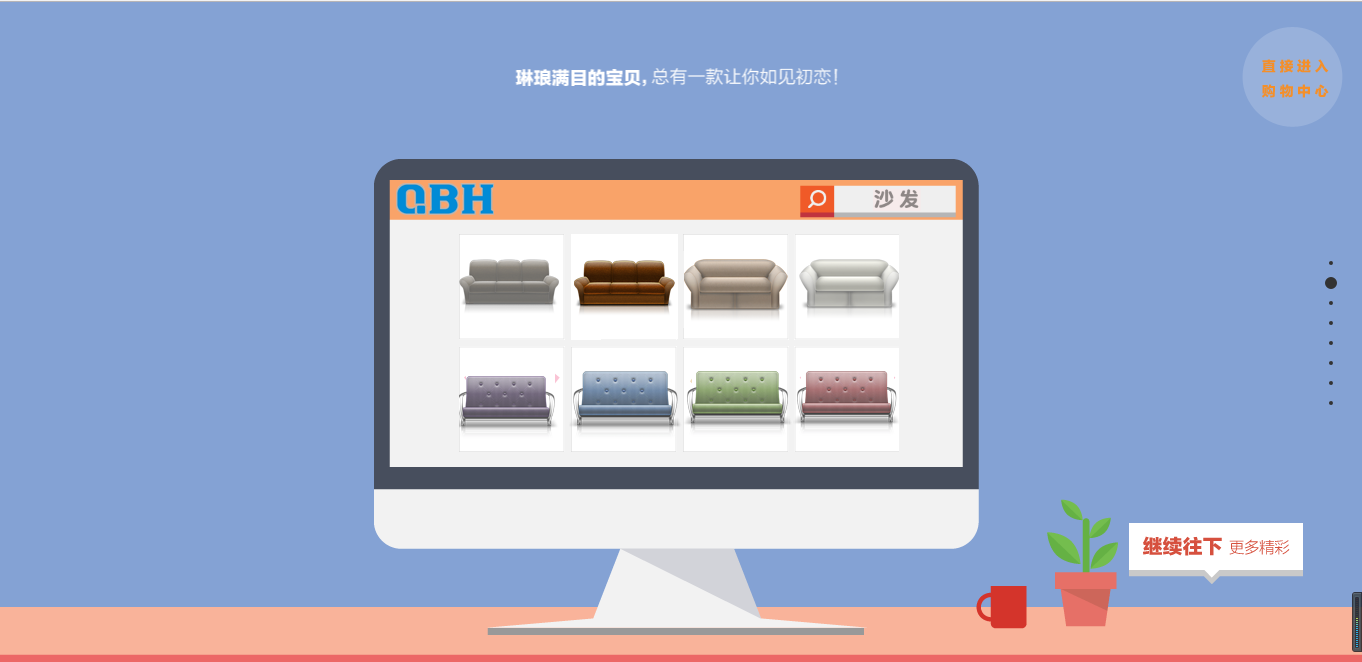 琳琅满目的宝贝，总有一款让你如见初恋！
直接进入
购物中心
QBH
沙发
继续往下 更多精彩